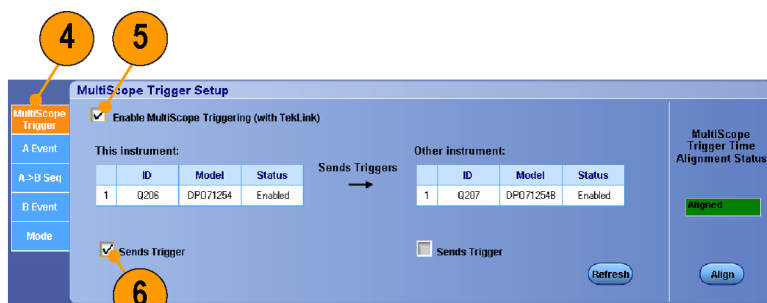 4
5
MultiScope Trigger Setup
MultiScope
Trigger
Enable MultiScope Triggering (with TekLink)
A Event
A->B Seq
B Event
Mode
This instrument:
ID Model Status
1 Q206 DPO71254 Enabled
Sends Triggers
Other instrument:
ID Model Status
1 Q207 DPO71254B Enabled
Sends Trigger
Sends Trigger
6
Refresh
MultiScope
Trigger Time
Alignment Status
Aligned
Align